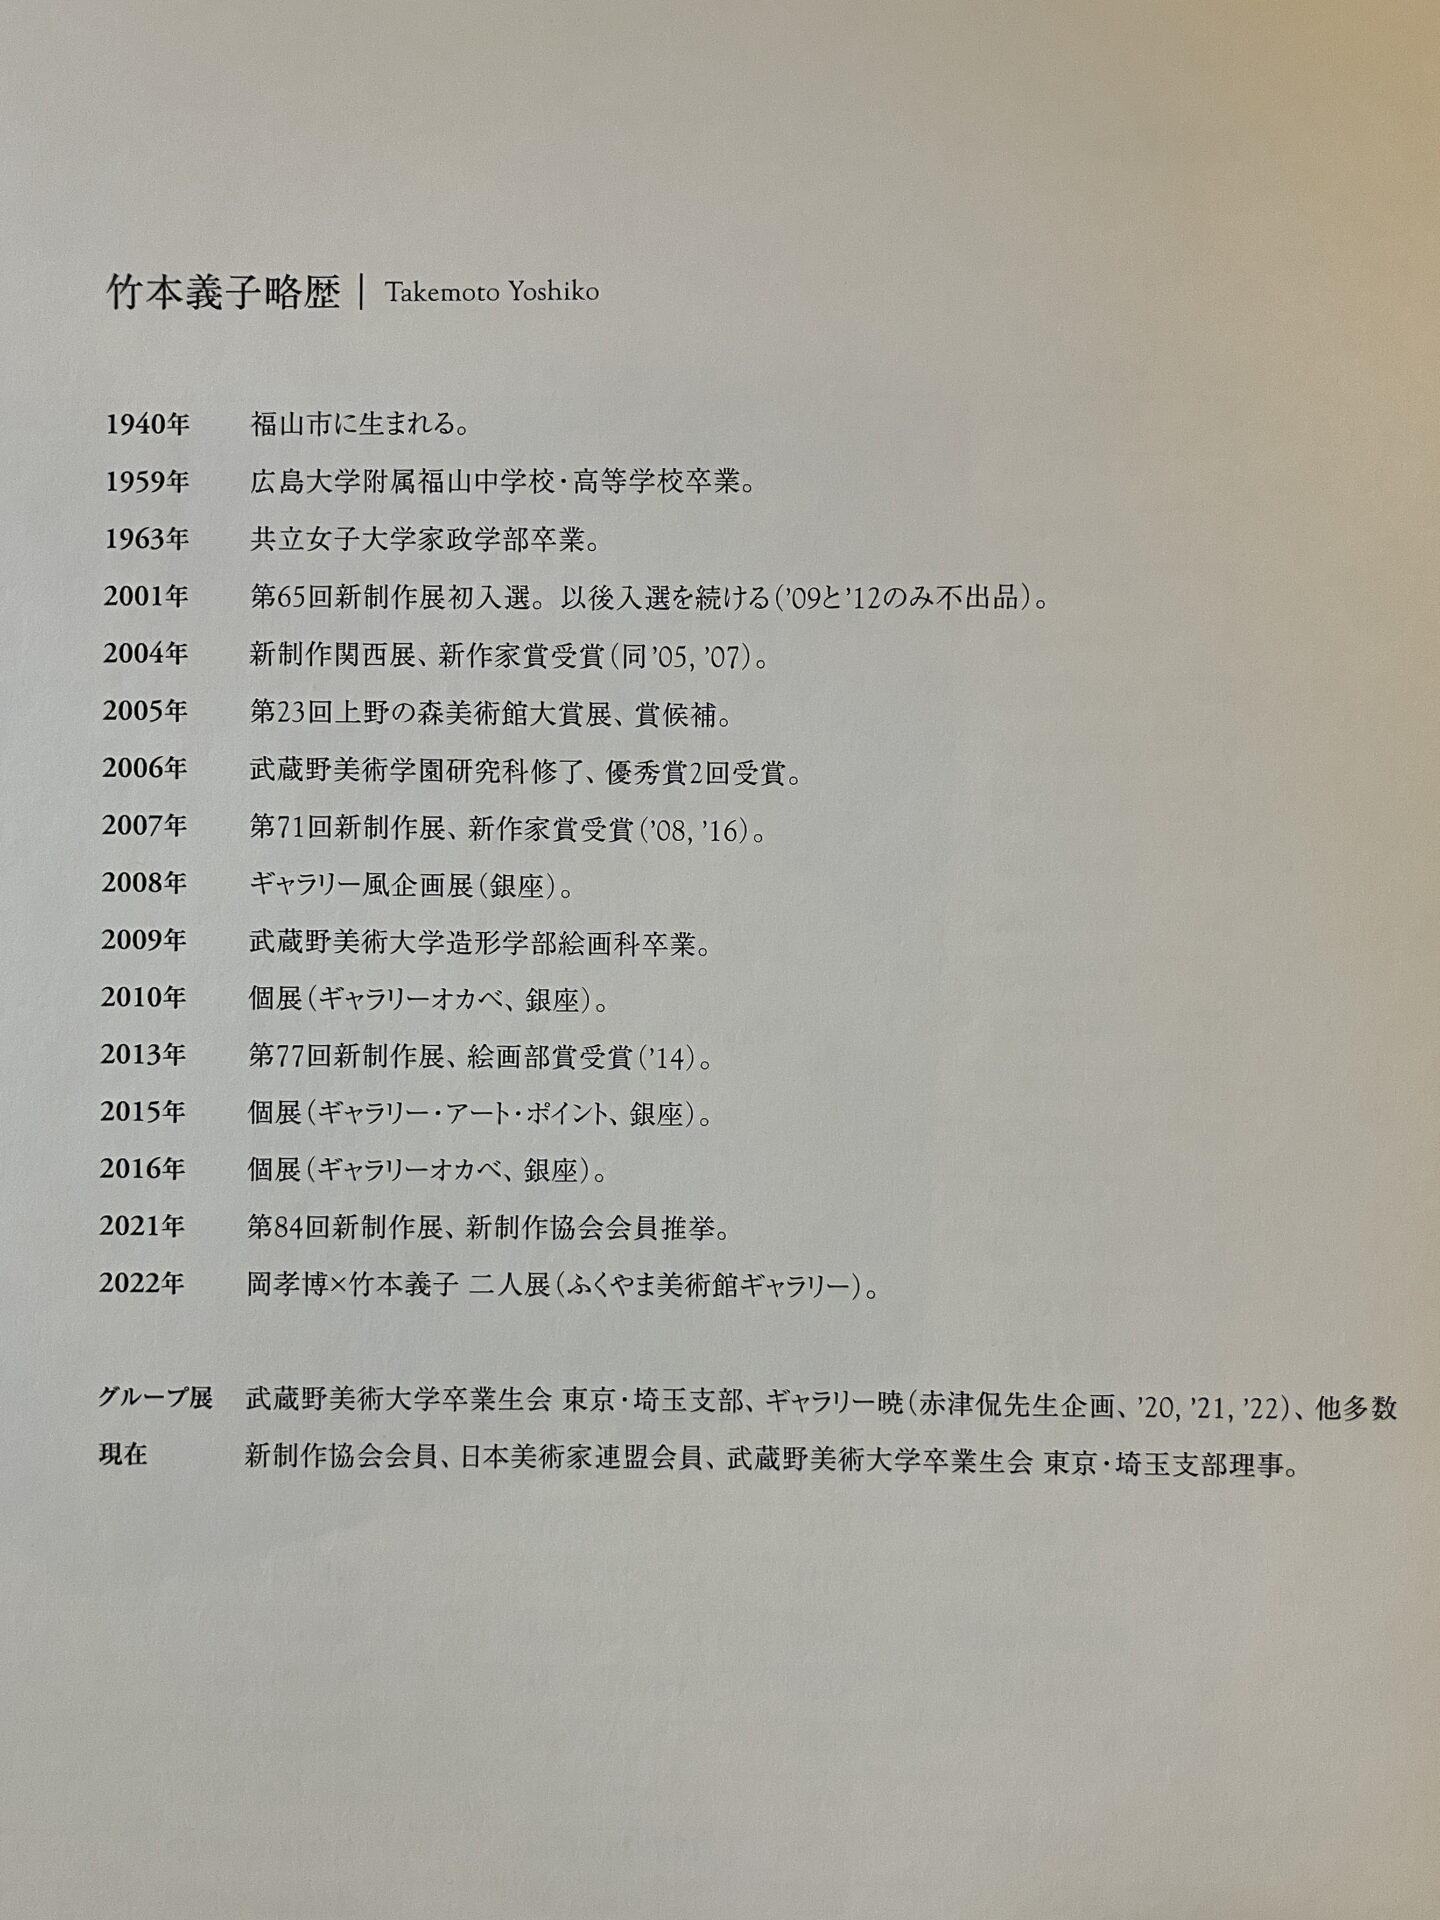 竹本義子略歴｜Takemoto Yoshiko
1940年 福山市に生まれる。
1959年 広島大学附属福山中学校・高等学校卒業。
1963年 共立女子大学家政学部卒業。
2001年 第65回新制作展初入選。以後入選を続ける（’09と’12のみ不出品）。
2004年 新制作関西展、新作家賞受賞（同’05, ’07）。
2005年 第23回上野の森美術館大賞展、賞候補。
2006年 武蔵野美術学園研究科修了、優秀賞2回受賞。
2007年 第71回新制作展、新作家賞受賞（’08, ’16）。
2008年 ギャラリー風企画展（銀座）。
2009年 武蔵野美術大学造形学部絵画科卒業。
2010年 個展（ギャラリーオカベ、銀座）。
2013年 第77回新制作展、絵画部賞受賞（’14）。
2015年 個展（ギャラリー・アート・ポイント、銀座）。
2016年 個展（ギャラリーオカベ、銀座）。
2021年 第84回新制作展、新制作協会会員推挙。
2022年 岡孝博×竹本義子 二人展（ふくやま美術館ギャラリー）。
グループ展 武蔵野美術大学卒業生会 東京・埼玉支部、ギャラリー暁（赤津侃先生企画、’20, ’21, ’22）、他多数
現在 新制作協会会員、日本美術家連盟会員、武蔵野美術大学卒業生会 東京・埼玉支部理事。